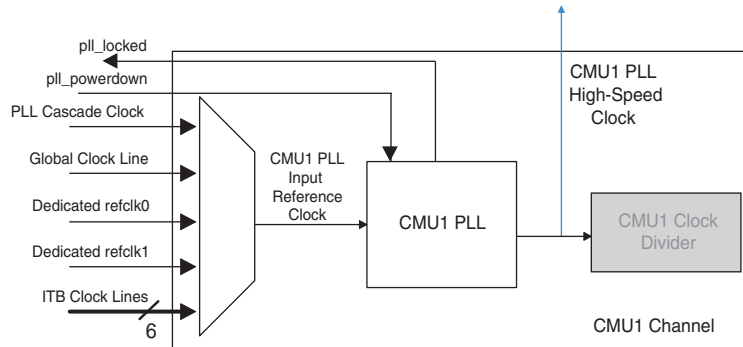 pll_locked
pll_powerdown
PLL Cascade Clock
Global Clock Line
Dedicated refclk0
Dedicated refclk1
ITB Clock Lines
6
CMU1 PLL
Input
Reference
Clock
CMU1 PLL
CMU1 PLL
High-Speed
Clock
CMU1 Clock
Divider
CMU1 Channel